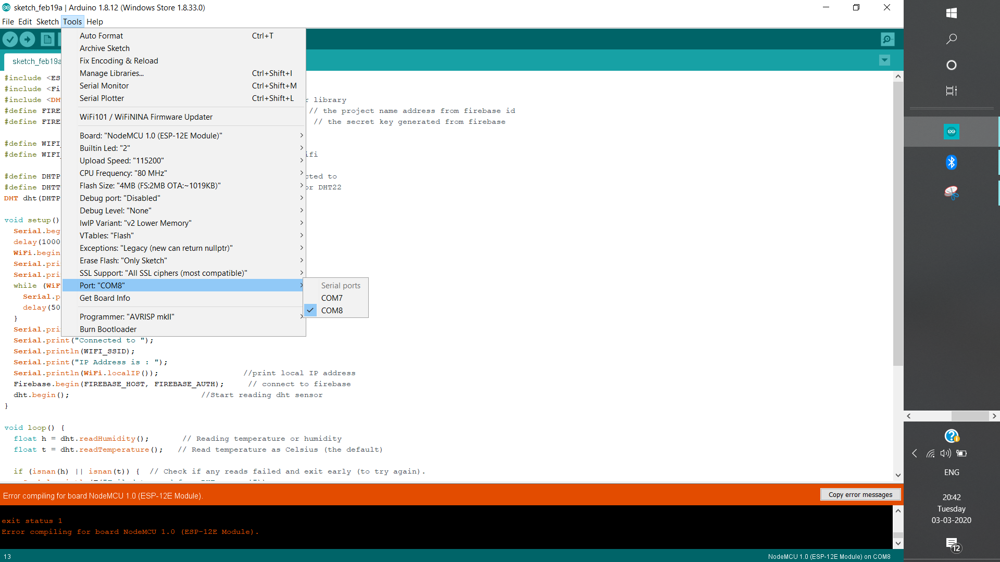 sketch_feb19a | Arduino 1.8.12 (Windows Store 1.8.33.0)
File Edit Sketch Tools Help
Auto Format Ctrl+T
Archive Sketch
Fix Encoding & Reload
Manage Libraries... Ctrl+Shift+I
Serial Monitor Ctrl+Shift+M
Serial Plotter Ctrl+Shift+L
WiFi101 / WiFiNINA Firmware Updater
Board: "NodeMCU 1.0 (ESP-12E Module)"
Builtin Led: "2"
Upload Speed: "115200"
CPU Frequency: "80 MHz"
Flash Size: "4MB (FS:2MB OTA:~1019KB)"
Debug port: "Disabled"
Debug Level: "None"
lwIP Variant: "v2 Lower Memory"
VTables: "Flash"
Exceptions: "Legacy (new can return nullptr)"
Erase Flash: "Only Sketch"
SSL Support: "All SSL ciphers (most compatible)"
Port: "COM8"
Get Board Info
Programmer: "AVRISP mkII"
Burn Bootloader
Serial ports
COM7
COM8
sketch_feb19a
#include <ES
#include <Fi
#include <DH r library
#define FIRE // the project name address from firebase id
#define FIRE // the secret key generated from firebase
#define WIFI
#define WIFI_ ifi
#define DHTP cted to
#define DHTT or DHT22
DHT dht(DHTP
void setup()
Serial.beg
delay(1000
WiFi.begin
Serial.pri
Serial.pri
while (WiF
Serial.p
delay(50
}
Serial.pri
Serial.print("Connected to ");
Serial.println(WIFI_SSID);
Serial.print("IP Address is : ");
Serial.println(WiFi.localIP()); //print local IP address
Firebase.begin(FIREBASE_HOST, FIREBASE_AUTH); // connect to firebase
dht.begin(); //Start reading dht sensor
}
void loop() {
float h = dht.readHumidity(); // Reading temperature or humidity
float t = dht.readTemperature(); // Read temperature as Celsius (the default)
if (isnan(h) || isnan(t)) { // Check if any reads failed and exit early (to try again).
Error compiling for board NodeMCU 1.0 (ESP-12E Module).
Copy error messages
exit status 1
Error compiling for board NodeMCU 1.0 (ESP-12E Module).
13
NodeMCU 1.0 (ESP-12E Module) on COM8
ENG
20:42
Tuesday
03-03-2020
12